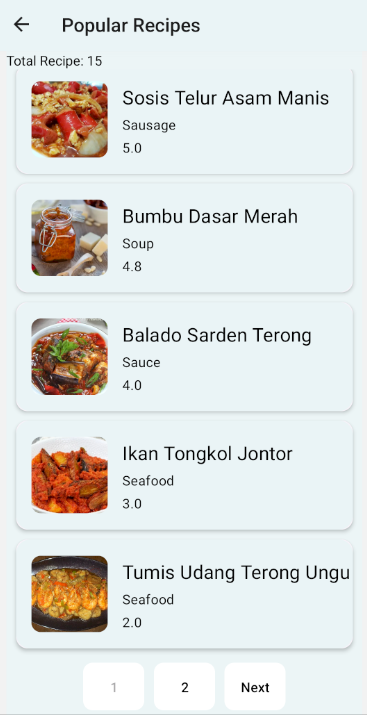 Popular Recipes
Total Recipe: 15
Sosis Telur Asam Manis
Sausage
5.0
Bumbu Dasar Merah
Soup
4.8
Balado Sarden Terong
Sauce
4.0
Ikan Tongkol Jontor
Seafood
3.0
Tumis Udang Terong Ungu
Seafood
2.0
1 2 Next